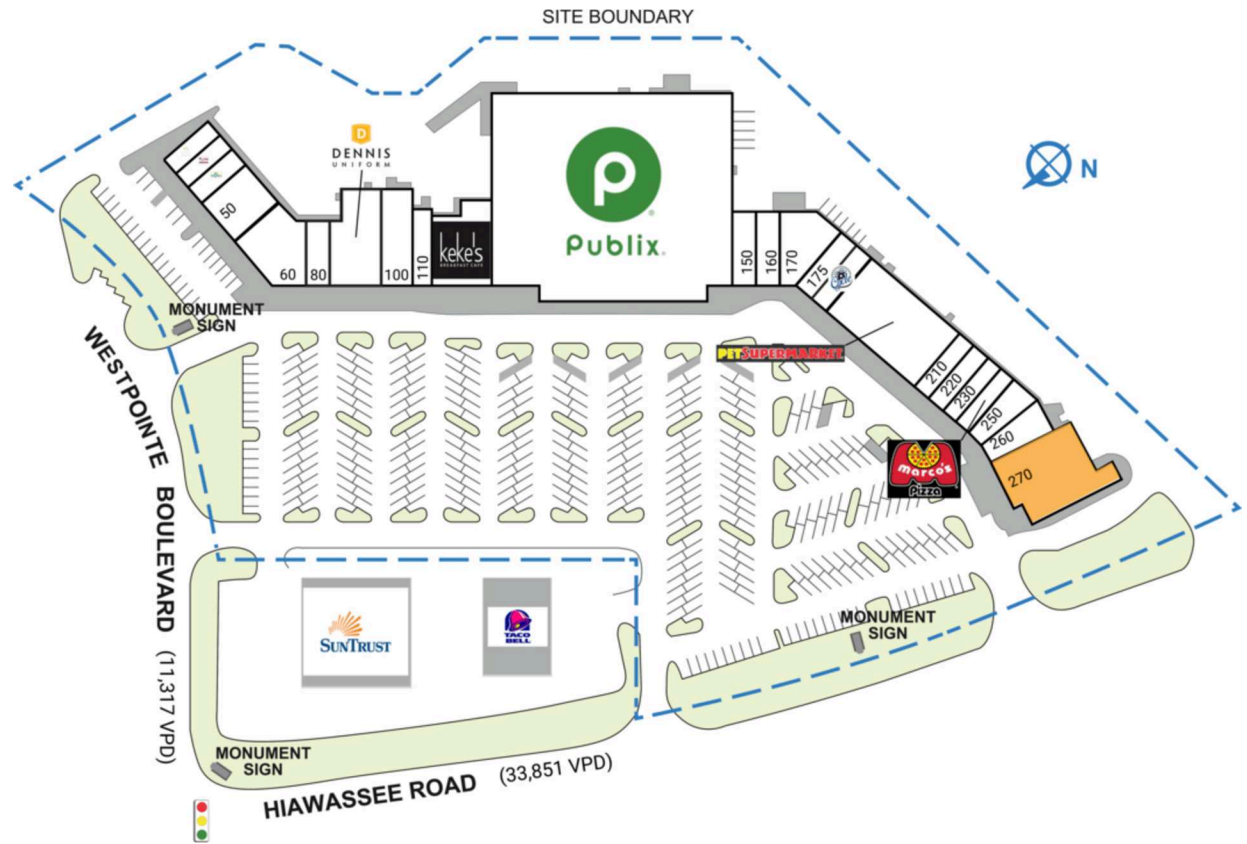 SITE BOUNDARY
D
DENNIS
UNIFORM
P
Publix.
N
50
60
80
100
110
keke's
BREAKFAST CAFE
150
160
170
175
MONUMENT
SIGN
PETSUPERMARKET
210
220
230
250
260
270
marco's
Pizza
WESTPOINTE BOULEVARD (11,317 VPD)
SUNTRUST
TACO
BELL
MONUMENT
SIGN
MONUMENT
SIGN
HIAWASSEE ROAD (33,851 VPD)